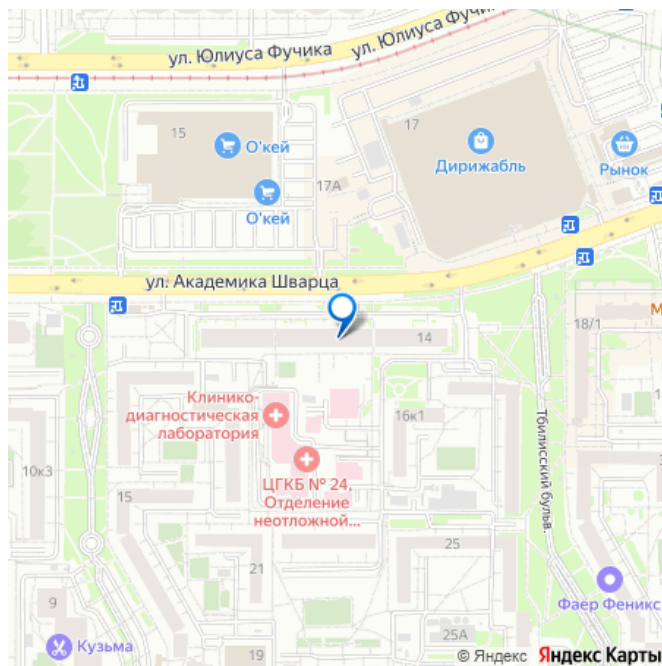 ул. Юлиуса Фучика
ул. Юлиуса Фучика
15
О'кей
17
Дирижабль
Рынок
17А
О'кей
ул. Академика Шварца
14
18/1
М
Клинико-
диагностическая
лаборатория
16к1
Тбилисский бульв.
10к3
15
ЦГКБ № 24,
Отделение
неотложной...
25
21
9
Фаер Феникс
Кузьма
19
25А
© Яндекс Яндекс Карты